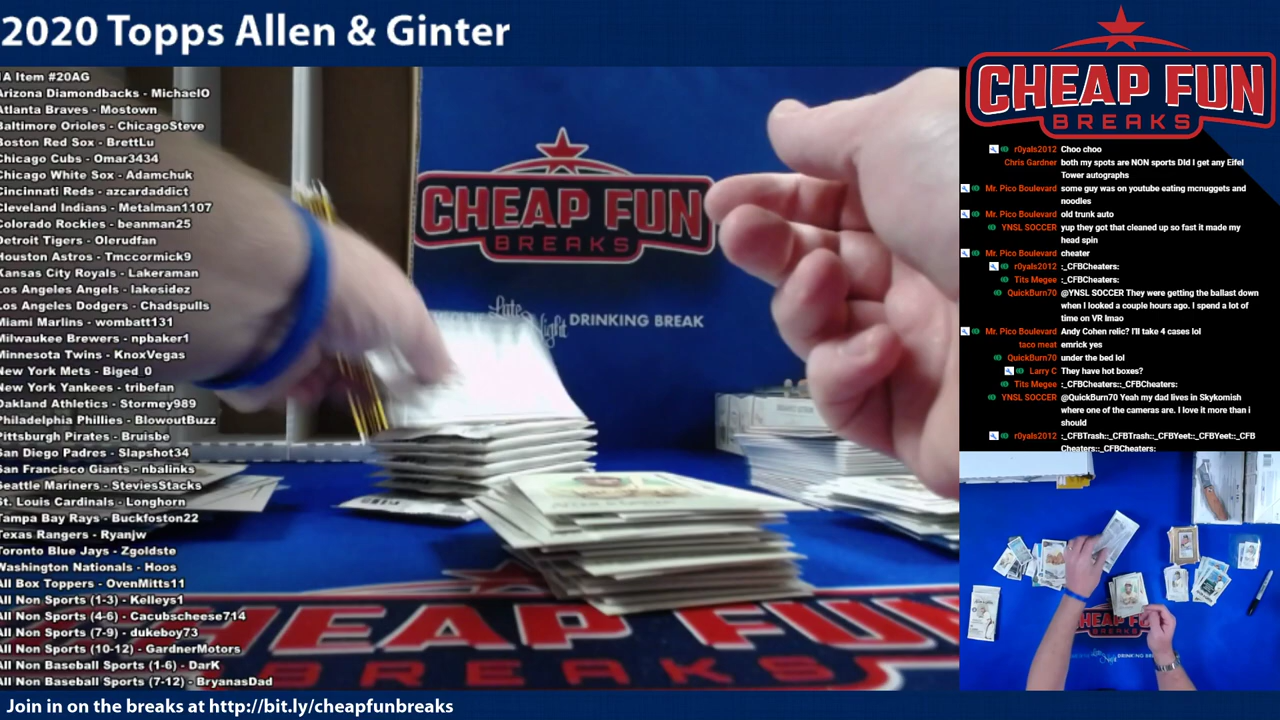 2020 Topps Allen & Ginter
1A Item #20AG
Arizona Diamondbacks - MichaelO
Atlanta Braves - Mostown
Baltimore Orioles - ChicagoSteve
Boston Red Sox - BrettLu
Chicago Cubs - Omar3434
Chicago White Sox - Adamchuk
Cincinnati Reds - azcardaddict
Cleveland Indians - Metalman1107
Colorado Rockies - beanman25
Detroit Tigers - Olerudfan
Houston Astros - Tmccormick9
Kansas City Royals - Lakeraman
Los Angeles Angels - lakesidez
Los Angeles Dodgers - Chadspulls
Miami Marlins - wombatt131
Milwaukee Brewers - npbaker1
Minnesota Twins - KnoxVegas
New York Mets - Biged_0
New York Yankees - tribefan
Oakland Athletics - Stormey989
Philadelphia Phillies - BlowoutBuzz
Pittsburgh Pirates - Bruisbe
San Diego Padres - Slapshot34
San Francisco Giants - nbalinks
Seattle Mariners - SteviesStacks
St. Louis Cardinals - Longhorn
Tampa Bay Rays - Buckfoston22
Texas Rangers - Ryanjw
Toronto Blue Jays - Zgoldste
Washington Nationals - Hoos
All Box Toppers - OvenMitts11
All Non Sports (1-3) - Kelleys1
All Non Sports (4-6) - Cacubscheese714
All Non Sports (7-9) - dukeboy73
All Non Sports (10-12) - GardnerMotors
All Non Baseball Sports (1-6) - DarK
All Non Baseball Sports (7-12) - BryanasDad
CHEAP FUN
BREAKS
Late Night DRINKING BREAK
CHEAP FUN
BREAKS
CHEAP FUN
BREAKS
r0yals2012 Choo choo
Chris Gardner both my spots are NON sports DId I get any Eifel
Tower autographs
Mr. Pico Boulevard some guy was on youtube eating mcnuggets and
noodles
Mr. Pico Boulevard old trunk auto
YNSL SOCCER yup they got that cleaned up so fast it made my
head spin
Mr. Pico Boulevard cheater
r0yals2012 :_CFBCheaters:
Tits Megee :_CFBCheaters:
QuickBurn70 @YNSL SOCCER They were getting the ballast down
when I looked a couple hours ago. I spend a lot of
time on VR lmao
Mr. Pico Boulevard Andy Cohen relic? I'll take 4 cases lol
taco meat emrick yes
QuickBurn70 under the bed lol
Larry C They have hot boxes?
Tits Megee :_CFBCheaters::_CFBCheaters:
YNSL SOCCER @QuickBurn70 Yeah my dad lives in Skykomish
where one of the cameras are. I love it more than i
should
r0yals2012 :_CFBTrash::_CFBTrash::_CFBYeet::_CFBYeet::_CFB
Cheaters::_CFBCheaters:
CHEAP FUN
BREAKS
Join in on the breaks at http://bit.ly/cheapfunbreaks